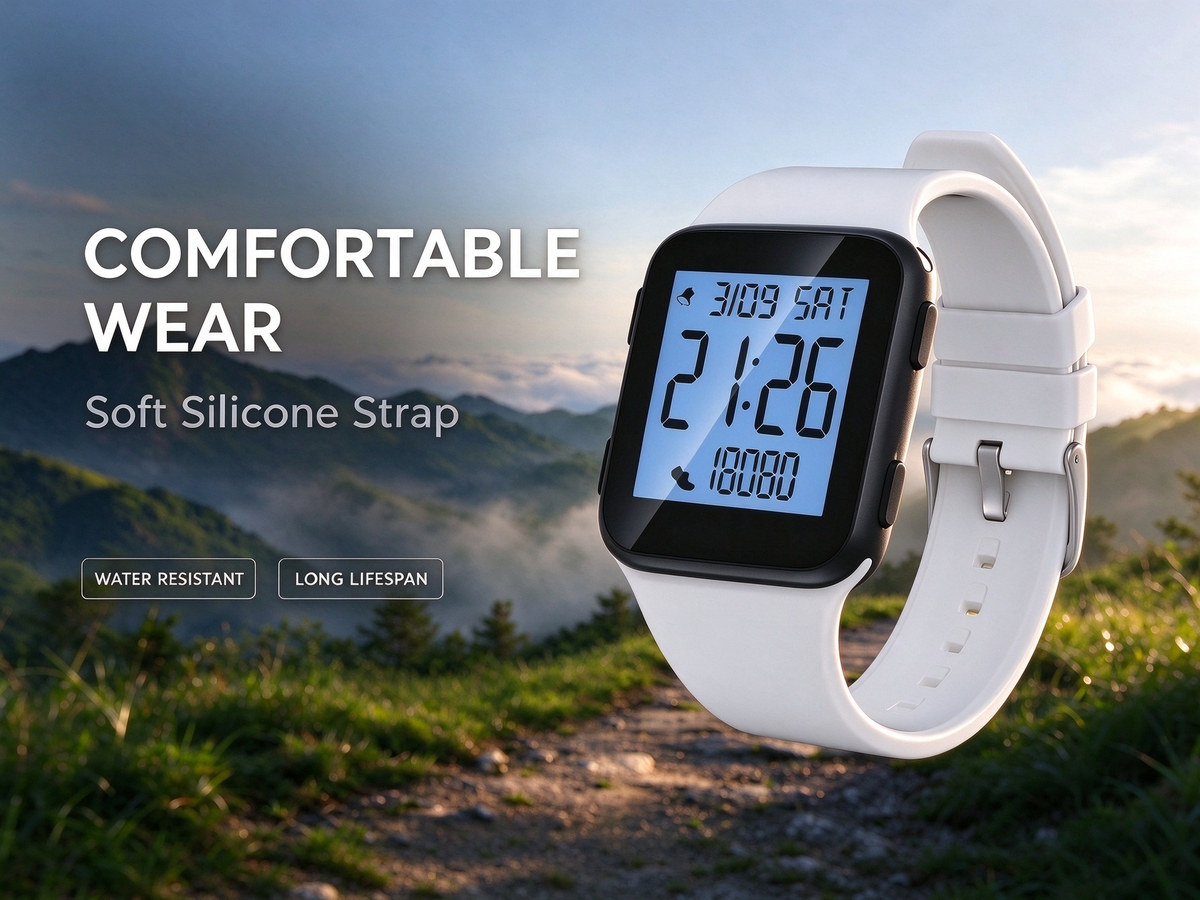 COMFORTABLE
WEAR
Soft Silicone Strap
WATER RESISTANT
LONG LIFESPAN
3/09 SAT
21:26
18080